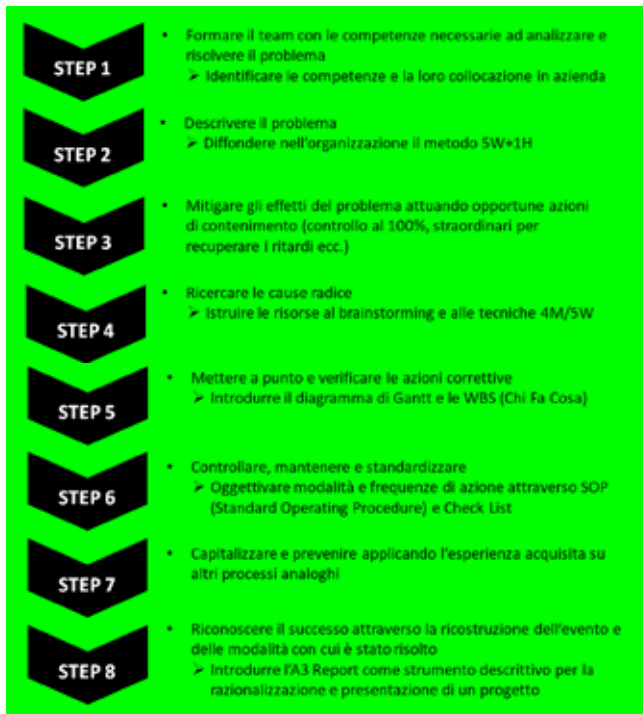 STEP 1
• Formare il team con le competenze necessarie ad analizzare e
risolvere il problema
➤ Identificare le competenze e la loro collocazione in azienda
STEP 2
• Descrivere il problema
➤ Diffondere nell'organizzazione il metodo 5W+1H
STEP 3
• Mitigare gli effetti del problema attuando opportune azioni
di contenimento (controllo al 100%, straordinari per
recuperare i ritardi ecc.)
STEP 4
• Ricercare le cause radice
➤ Istruire le risorse al brainstorming e alle tecniche 4M/5W
STEP 5
• Mettere a punto e verificare le azioni correttive
➤ Introdurre il diagramma di Gantt e le WBS (Chi Fa Cosa)
STEP 6
• Controllare, mantenere e standardizzare
➤ Oggettivare modalità e frequenze di azione attraverso SOP
(Standard Operating Procedure) e Check List
STEP 7
• Capitalizzare e prevenire applicando l'esperienza acquisita su
altri processi analoghi
STEP 8
• Riconoscere il successo attraverso la ricostruzione dell'evento e
delle modalità con cui è stato risolto
➤ Introdurre l'A3 Report come strumento descrittivo per la
razionalizzazione e presentazione di un progetto